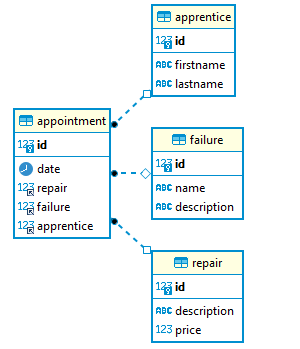 apprentice
123 id
ABC firstname
ABC lastname
appointment
123 id
date
123 repair
123 failure
123 apprentice
failure
123 id
ABC name
ABC description
repair
123 id
ABC description
123 price